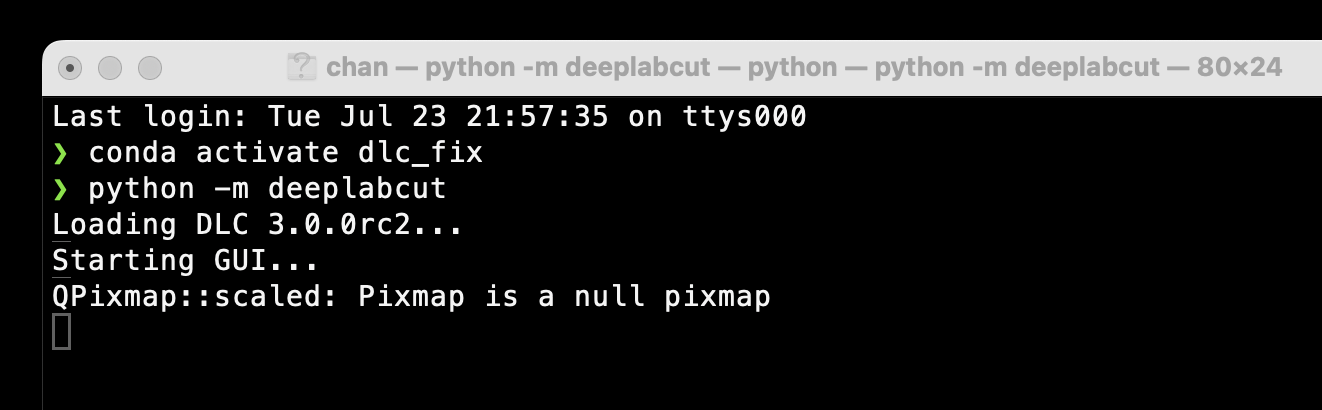 chan — python -m deeplabcut — python — python -m deeplabcut — 80×24
Last login: Tue Jul 23 21:57:35 on ttys000
❯ conda activate dlc_fix
❯ python -m deeplabcut
Loading DLC 3.0.0rc2...
Starting GUI...
QPixmap::scaled: Pixmap is a null pixmap